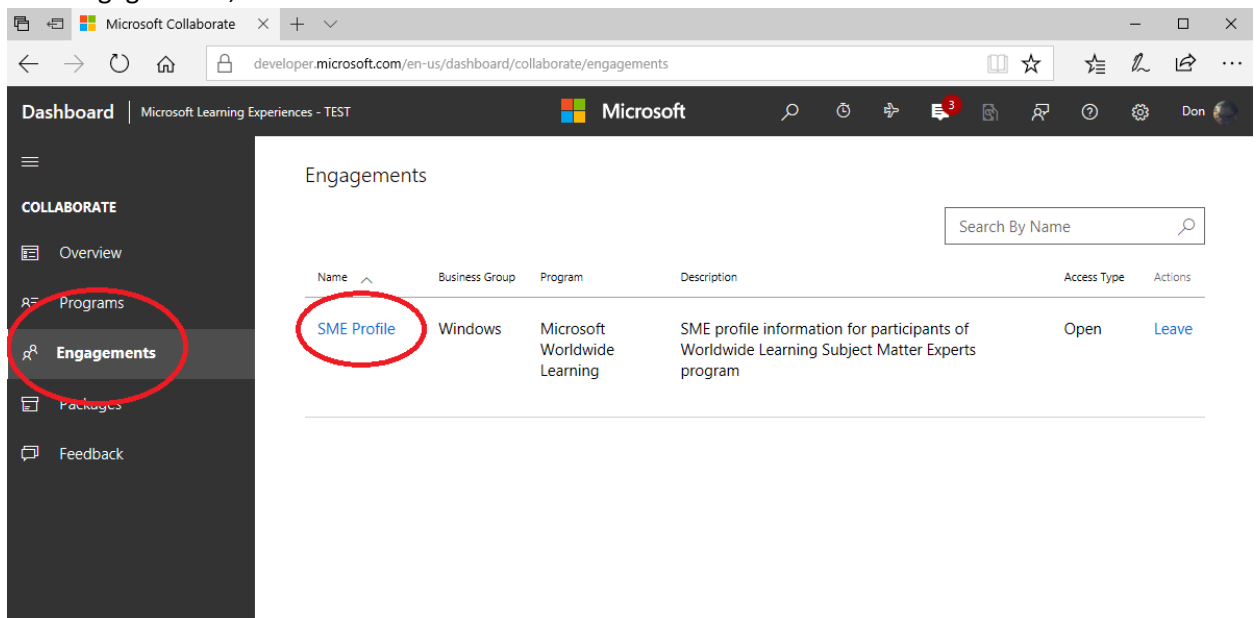 Microsoft Collaborate
developer.microsoft.com/en-us/dashboard/collaborate/engagements
Dashboard | Microsoft Learning Experiences - TEST
Microsoft
3
Don
COLLABORATE
Overview
Programs
Engagements
Packages
Feedback
Engagements
Search By Name
Name Business Group Program Description Access Type Actions
SME Profile Windows Microsoft SME profile information for participants of Open Leave
Worldwide Worldwide Learning Subject Matter Experts
Learning program